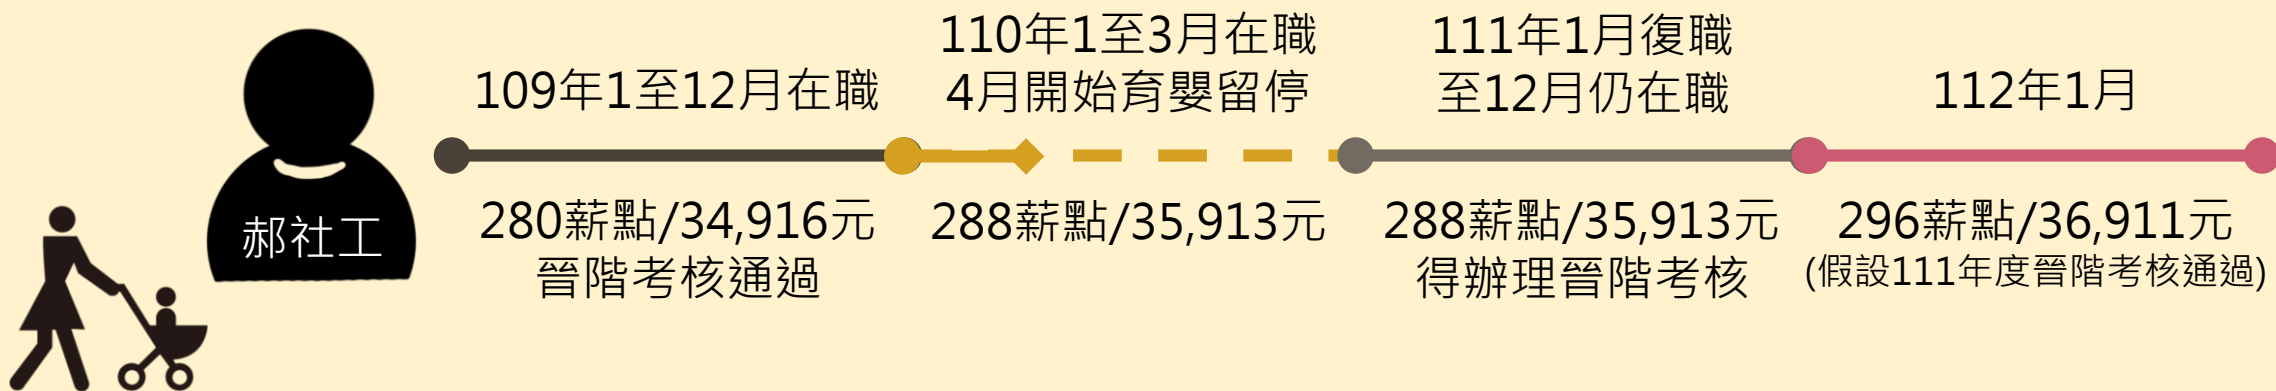 郝社工
109年1至12月在職
280薪點/34,916元
晉階考核通過
110年1至3月在職
4月開始育嬰留停
288薪點/35,913元
111年1月復職
至12月仍在職
288薪點/35,913元
得辦理晉階考核
112年1月
296薪點/36,911元
(假設111年度晉階考核通過)